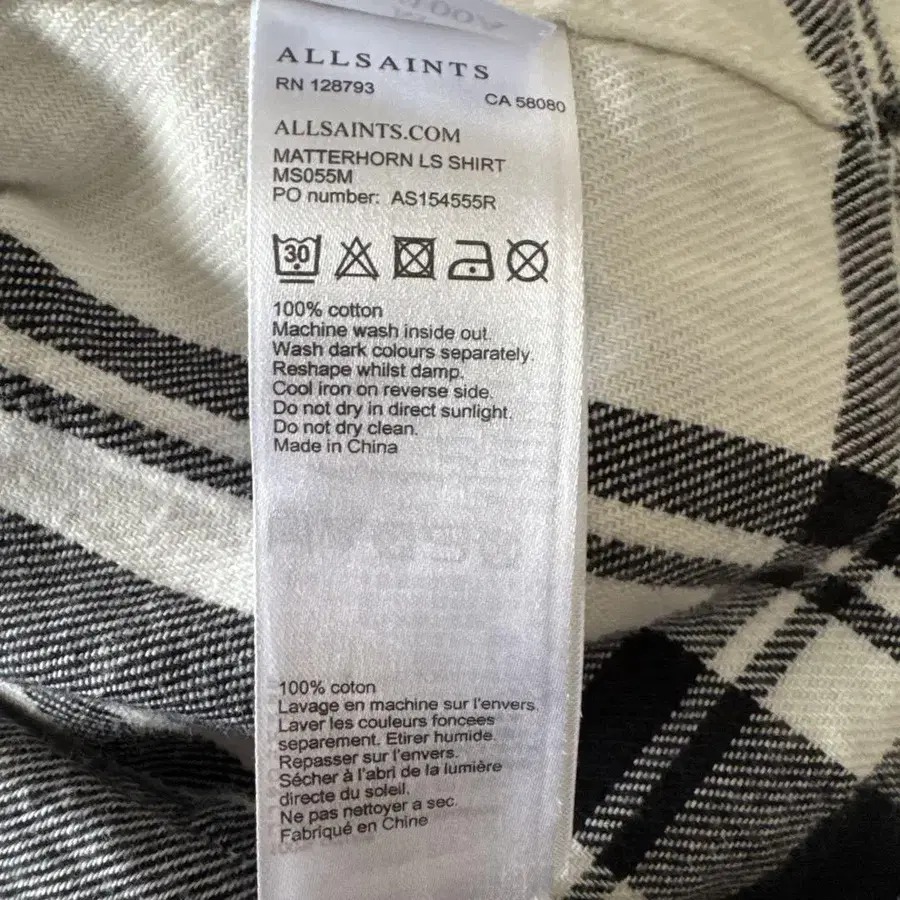 ALLSAINTS
RN 128793
CA 58080
ALLSAINTS.COM
MATTERHORN LS SHIRT
MS055M
PO number: AS154555R
30
100% cotton
Machine wash inside out.
Wash dark colours separately.
Reshape whilst damp.
Cool iron on reverse side.
Do not dry in direct sunlight.
Do not dry clean.
Made in China
100% coton
Lavage en machine sur l'envers.
Laver les couleurs foncees
separement. Etirer humide.
Repasser sur l'envers.
Sécher à l'abri de la lumière
directe du soleil.
Ne pas nettoyer a sec.
Fabriqué en Chine